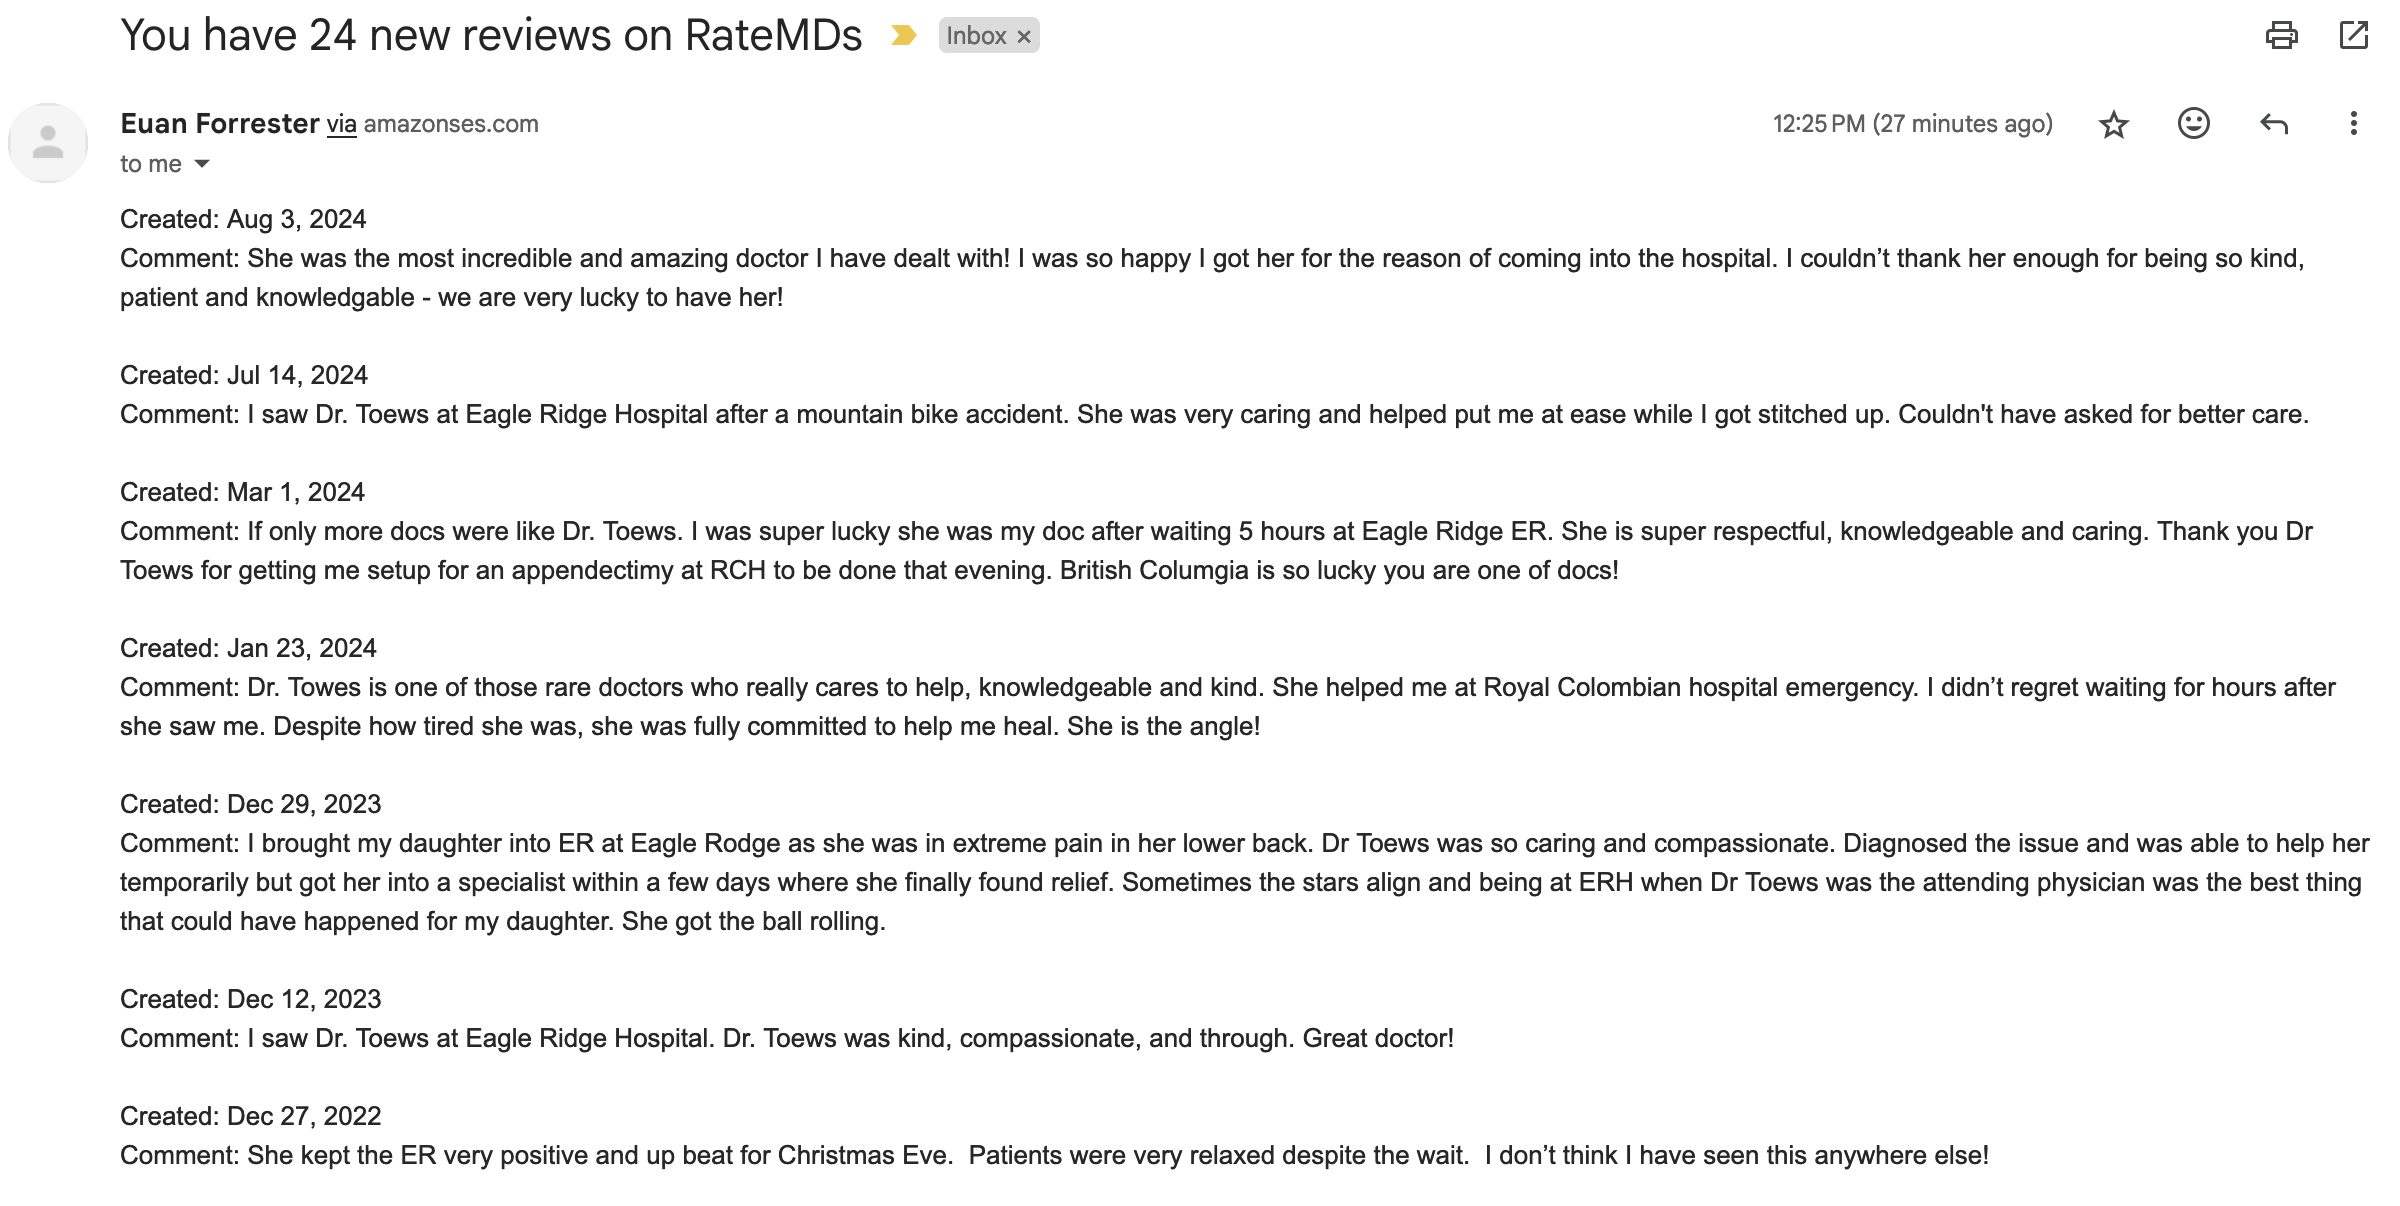 You have 24 new reviews on RateMDs
Inbox ×
Euan Forrester via amazonses.com
12:25 PM (27 minutes ago)
to me
Created: Aug 3, 2024
Comment: She was the most incredible and amazing doctor I have dealt with! I was so happy I got her for the reason of coming into the hospital. I couldn’t thank her enough for being so kind,
patient and knowledgable - we are very lucky to have her!
Created: Jul 14, 2024
Comment: I saw Dr. Toews at Eagle Ridge Hospital after a mountain bike accident. She was very caring and helped put me at ease while I got stitched up. Couldn't have asked for better care.
Created: Mar 1, 2024
Comment: If only more docs were like Dr. Toews. I was super lucky she was my doc after waiting 5 hours at Eagle Ridge ER. She is super respectful, knowledgeable and caring. Thank you Dr
Toews for getting me setup for an appendectimy at RCH to be done that evening. British Columgia is so lucky you are one of docs!
Created: Jan 23, 2024
Comment: Dr. Towes is one of those rare doctors who really cares to help, knowledgeable and kind. She helped me at Royal Colombian hospital emergency. I didn’t regret waiting for hours after
she saw me. Despite how tired she was, she was fully committed to help me heal. She is the angle!
Created: Dec 29, 2023
Comment: I brought my daughter into ER at Eagle Rodge as she was in extreme pain in her lower back. Dr Toews was so caring and compassionate. Diagnosed the issue and was able to help her
temporarily but got her into a specialist within a few days where she finally found relief. Sometimes the stars align and being at ERH when Dr Toews was the attending physician was the best thing
that could have happened for my daughter. She got the ball rolling.
Created: Dec 12, 2023
Comment: I saw Dr. Toews at Eagle Ridge Hospital. Dr. Toews was kind, compassionate, and through. Great doctor!
Created: Dec 27, 2022
Comment: She kept the ER very positive and up beat for Christmas Eve.  Patients were very relaxed despite the wait.  I don’t think I have seen this anywhere else!